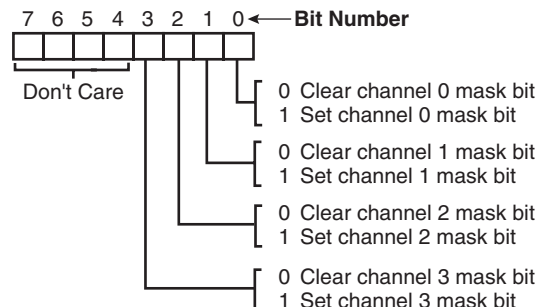 7 6 5 4 3 2 1 0 Bit Number
Don't Care
0 Clear channel 0 mask bit
1 Set channel 0 mask bit
0 Clear channel 1 mask bit
1 Set channel 1 mask bit
0 Clear channel 2 mask bit
1 Set channel 2 mask bit
0 Clear channel 3 mask bit
1 Set channel 3 mask bit